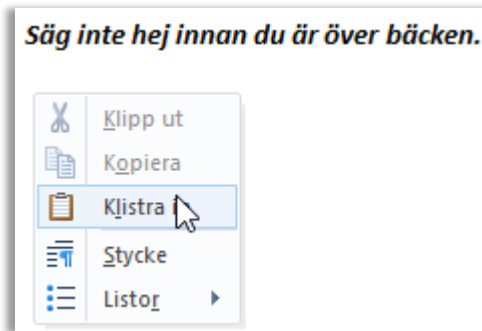 Säg inte hej innan du är över bäcken.
Klipp ut
Kopiera
Klistra
Stycke
Listor